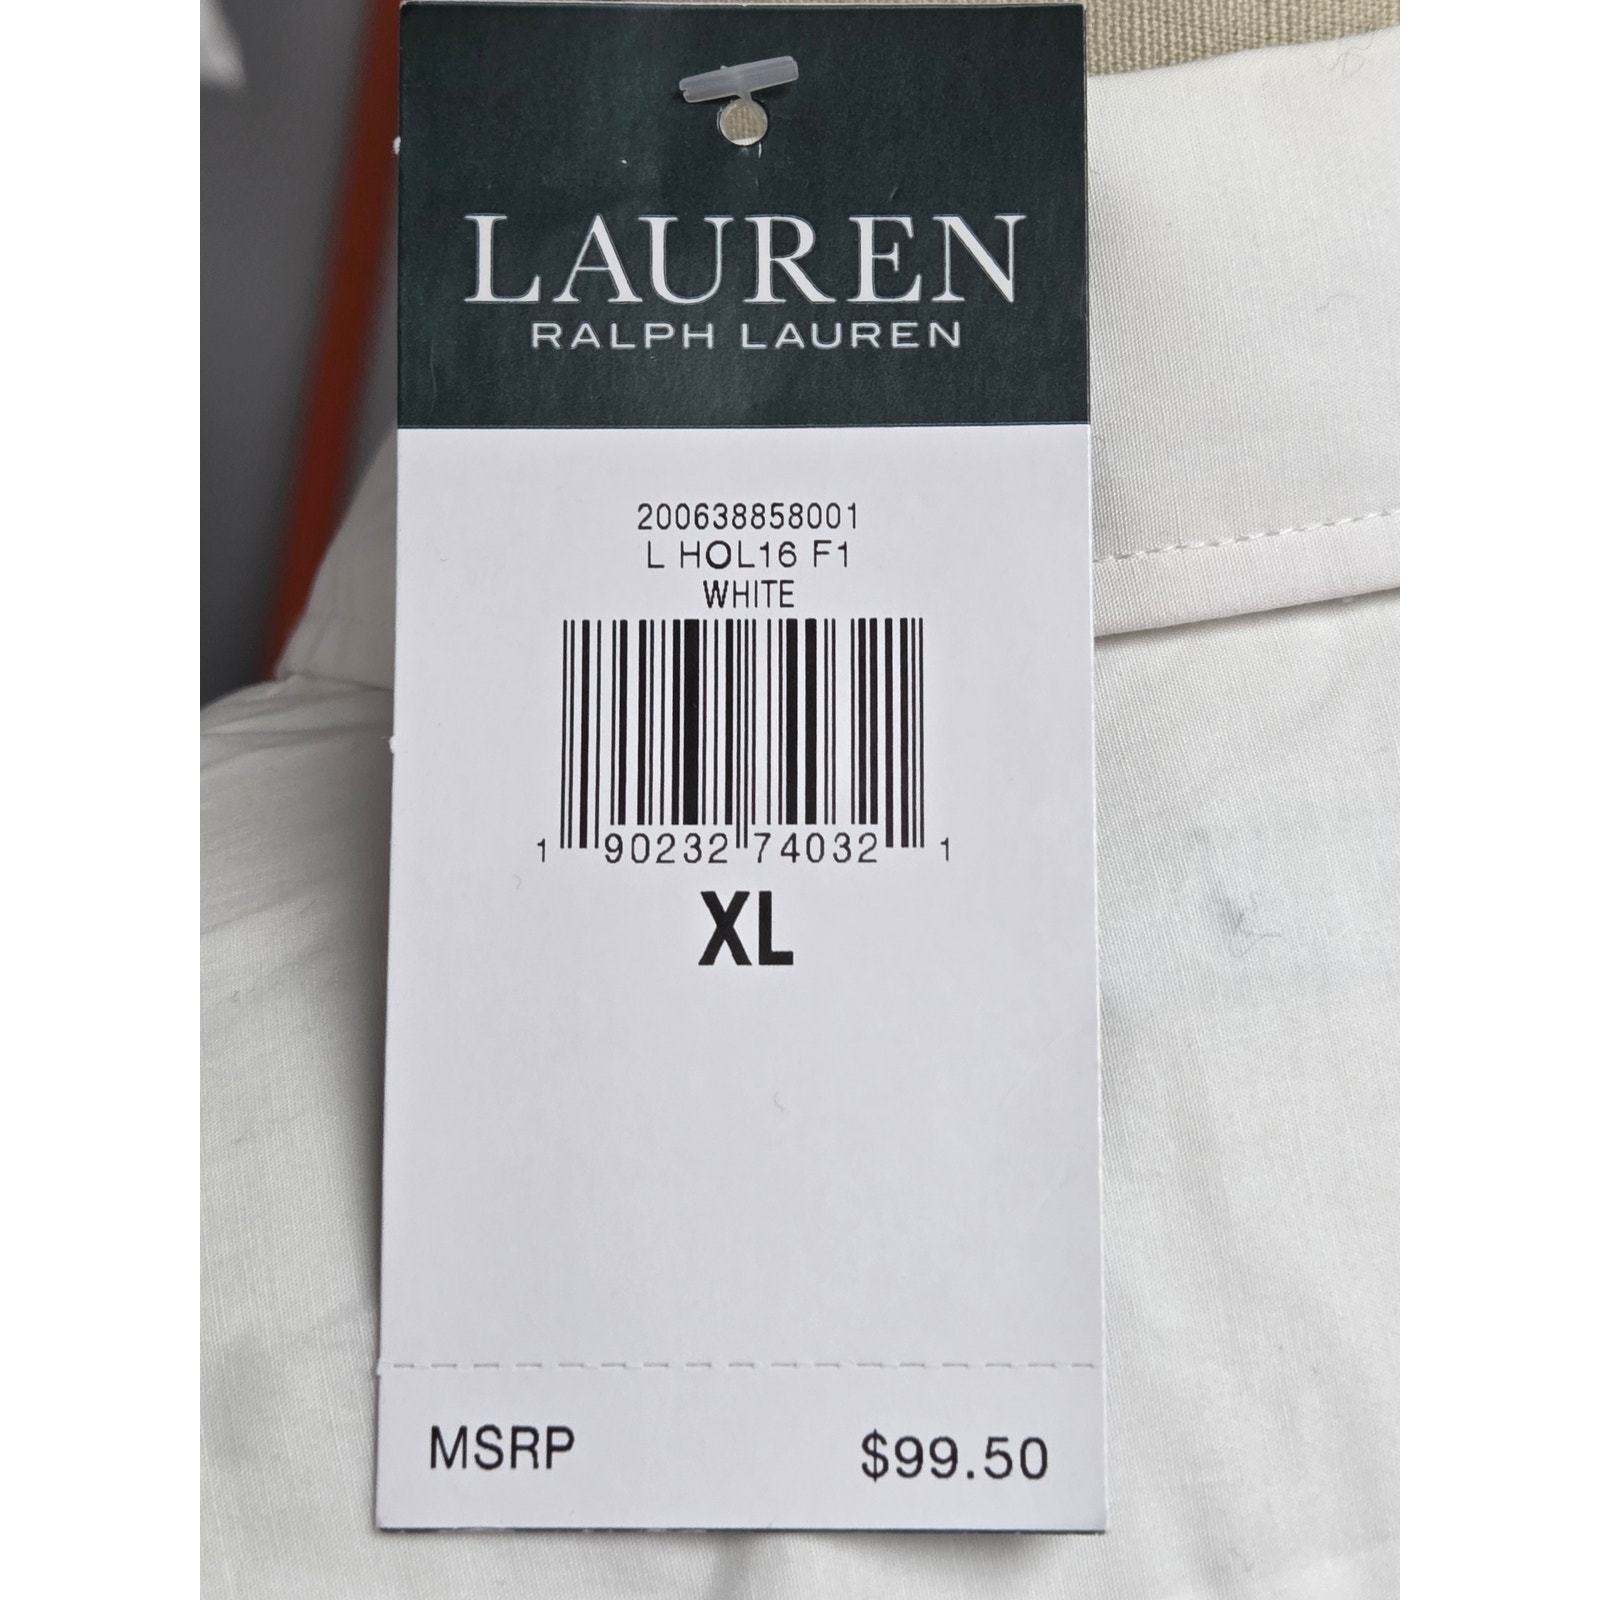 LAUREN
RALPH LAUREN
200638858001
L HOL16 F1
WHITE
1 90232 74032 1
XL
MSRP $99.50